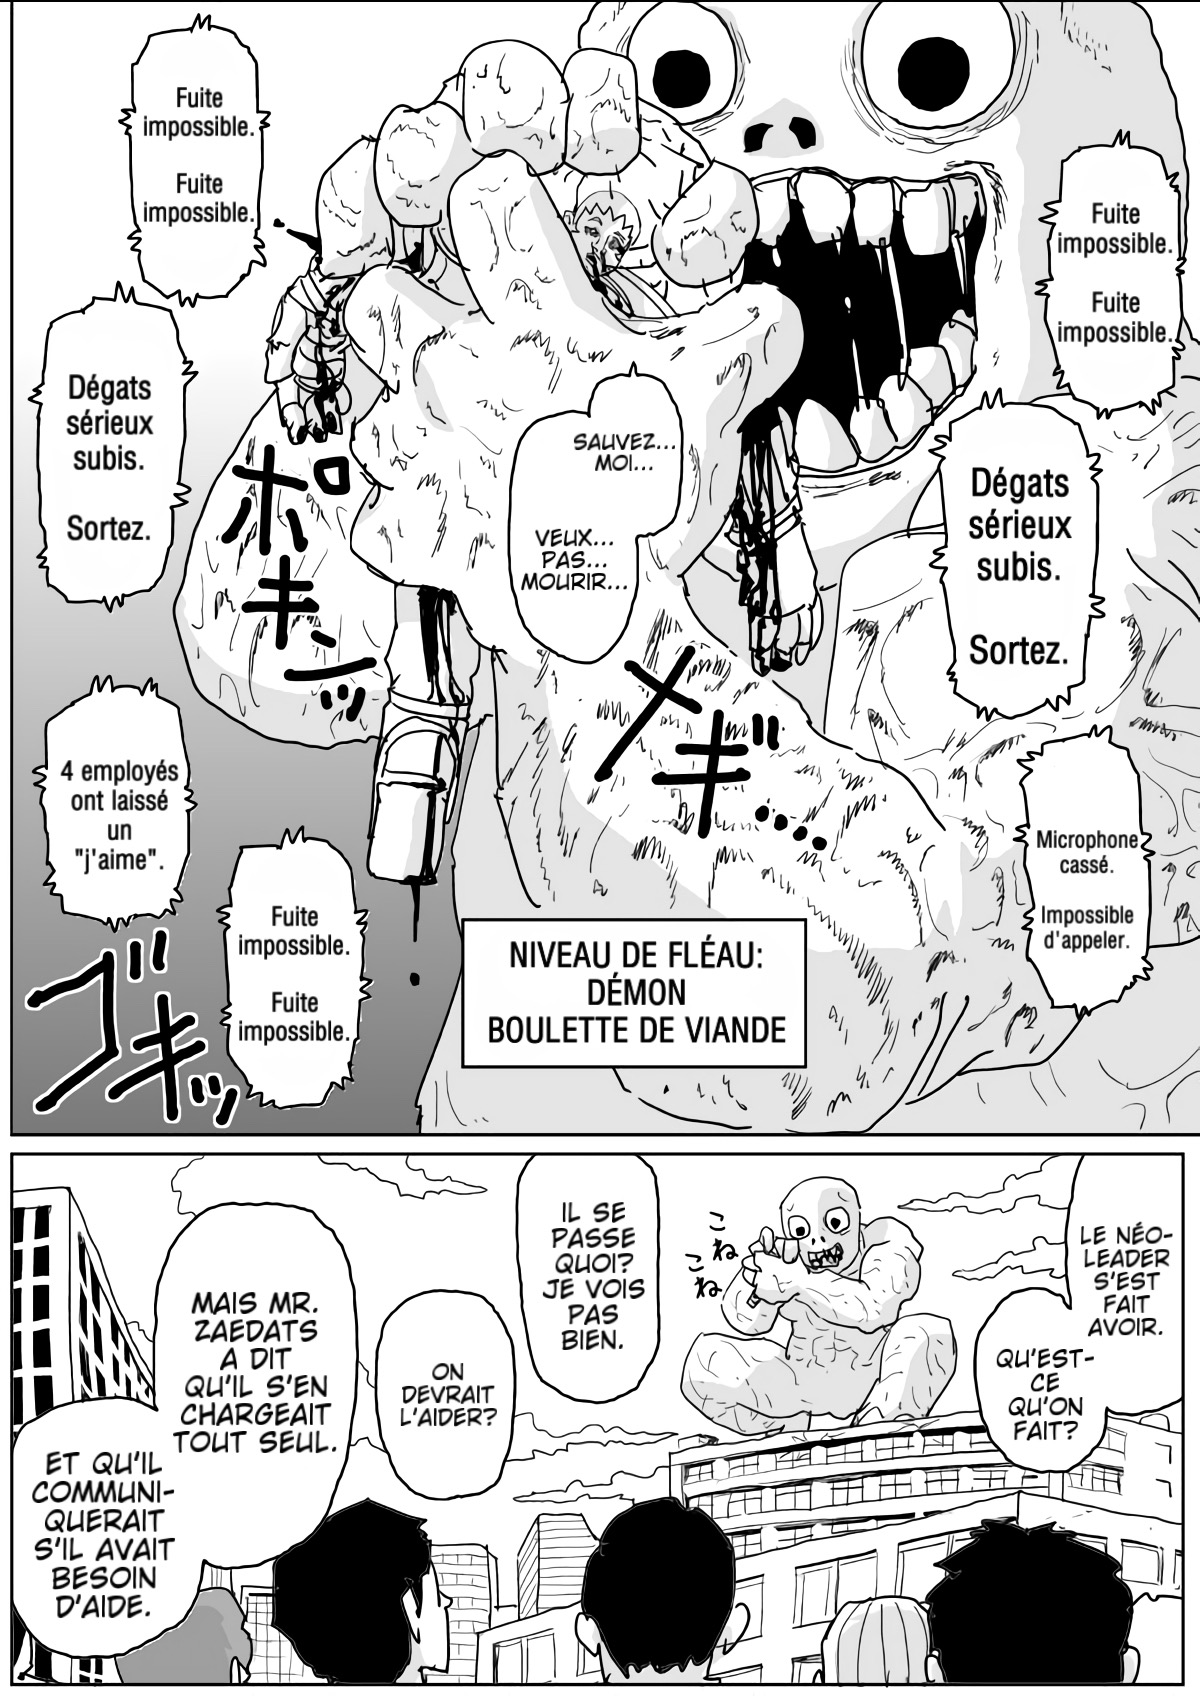 Fuite
impossible.
Fuite
impossible.
Fuite
impossible.
Fuite
impossible.
Dégats
sérieux
subis.
Sortez.
SAUVEZ...
MOI...
VEUX...
PAS...
MOURIR...
Dégats
sérieux
subis.
Sortez.
ポキッ
メギ....
4 employés
ont laissé
un
"j'aime".
Microphone
cassé.
Impossible
d'appeler.
Fuite
impossible.
Fuite
impossible.
ゴキッ
NIVEAU DE FLÉAU:
DÉMON
BOULETTE DE VIANDE
LE NÉO-
LEADER
S'EST
FAIT
AVOIR.
QU'EST-
CE
QU'ON
FAIT?
こね
こね
IL SE
PASSE
QUOI?
JE VOIS
PAS
BIEN.
ON
DEVRAIT
L'AIDER?
MAIS MR.
ZAEDATS
A DIT
QU'IL S'EN
CHARGEAIT
TOUT SEUL.
ET QU'IL
COMMUNI-
QUERAIT
S'IL AVAIT
BESOIN
D'AIDE.